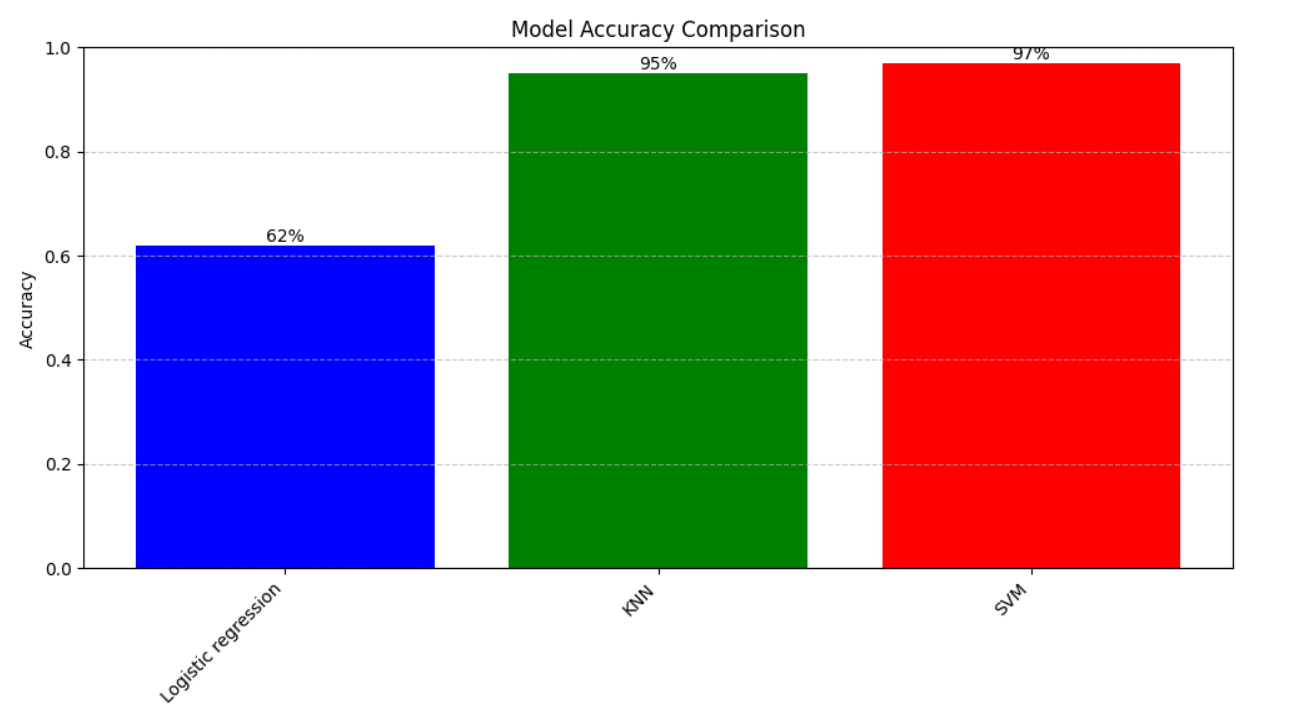 Model Accuracy Comparison
1.0
0.8
0.6
0.4
0.2
0.0
Accuracy
62%
95%
97%
Logistic regression
KNN
SVM